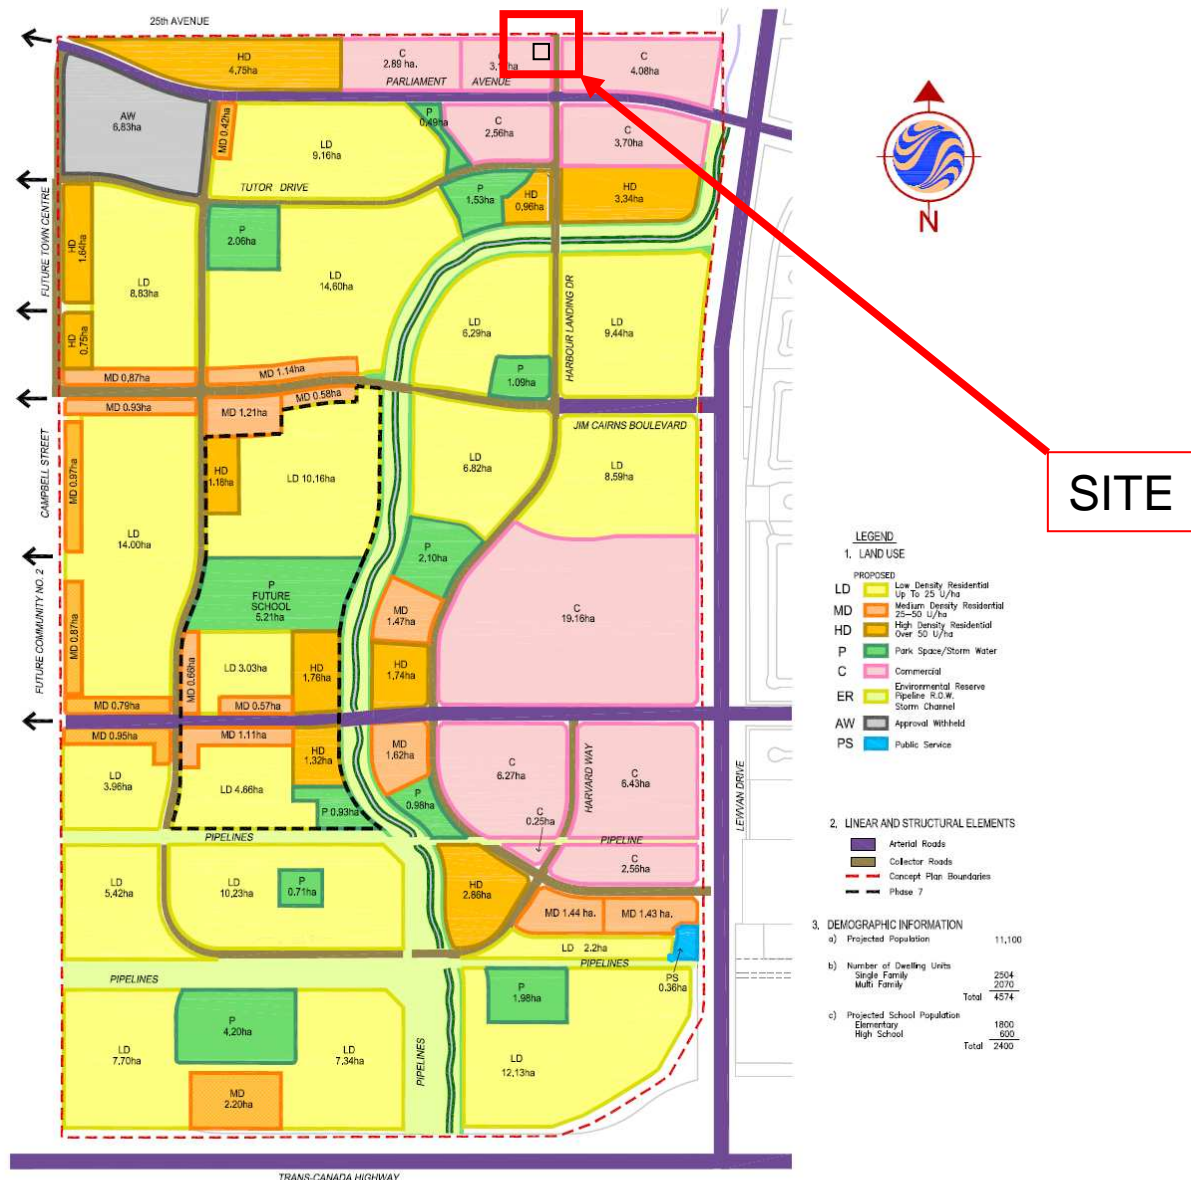 25th AVENUE
HD
4.75ha
C
2.89 ha.
C
C
4.08ha
PARLIAMENT AVENUE
AW
6.83ha
MD 0.42ha
LD
9.16ha
P
0.49ha
C
2.56ha
C
3.70ha
TUTOR DRIVE
P
1.53ha
HD
0.96ha
HD
3.34ha
N
FUTURE TOWN CENTRE
HD
1.64ha
P
2.06ha
LD
8.83ha
LD
14.60ha
LD
6.29ha
HARBOUR LANDING DR
LD
9.44ha
HD
0.75ha
P
1.09ha
MD 0.87ha
MD 1.14ha
MD 0.93ha
MD 1.21ha
MD 0.58ha
JIM CAIRNS BOULEVARD
CAMPBELL STREET
MD 0.97ha
HD
1.18ha
LD 10.16ha
LD
6.82ha
LD
8.59ha
SITE
LD
14.00ha
P
2.10ha
FUTURE COMMUNITY NO. 2
P
FUTURE
SCHOOL
5.21ha
MD
1.47ha
C
19.16ha
MD 0.87ha
MD 0.66ha
LD 3.03ha
HD
1.76ha
HD
1.74ha
MD 0.79ha
MD 0.57ha
MD 0.95ha
MD 1.11ha
HD
1.32ha
MD
1.62ha
C
6.27ha
HARVARD WAY
C
6.43ha
LEWVAN DRIVE
LD
3.96ha
LD 4.66ha
P 0.93ha
P
0.98ha
C
0.25ha
PIPELINES
PIPELINE
C
2.56ha
LD
5.42ha
LD
10.23ha
P
0.71ha
HD
2.86ha
MD 1.44 ha.
MD 1.43 ha.
LD 2.2ha
PIPELINES
PS
0.36ha
PIPELINES
P
1.98ha
P
4.20ha
LD
7.70ha
LD
7.34ha
PIPELINES
LD
12.13ha
MD
2.20ha
TRANS-CANADA HIGHWAY
LEGEND
1. LAND USE
PROPOSED
LD Low Density Residential
Up To 25 U/ha
MD Medium Density Residential
25-50 U/ha
HD High Density Residential
Over 50 U/ha
P Park Space/Storm Water
C Commercial
ER Environmental Reserve
Pipeline R.O.W.
Storm Channel
AW Approval Withheld
PS Public Service
2. LINEAR AND STRUCTURAL ELEMENTS
Arterial Roads
Collector Roads
Concept Plan Boundaries
Phase 7
3. DEMOGRAPHIC INFORMATION
a) Projected Population 11,100
b) Number of Dwelling Units
Single Family 2504
Multi Family 2070
Total 4574
c) Projected School Population
Elementary 1800
High School 600
Total 2400